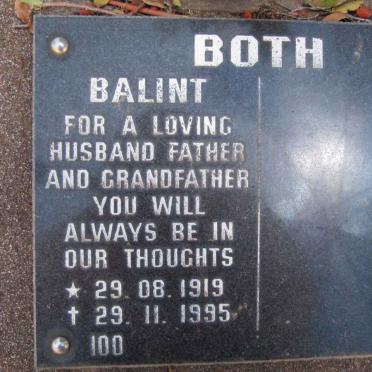 BOTH
BALINT
FOR A LOVING
HUSBAND FATHER
AND GRANDFATHER
YOU WILL
ALWAYS BE IN
OUR THOUGHTS
★ 29. 08. 1919
† 29. 11. 1995
100